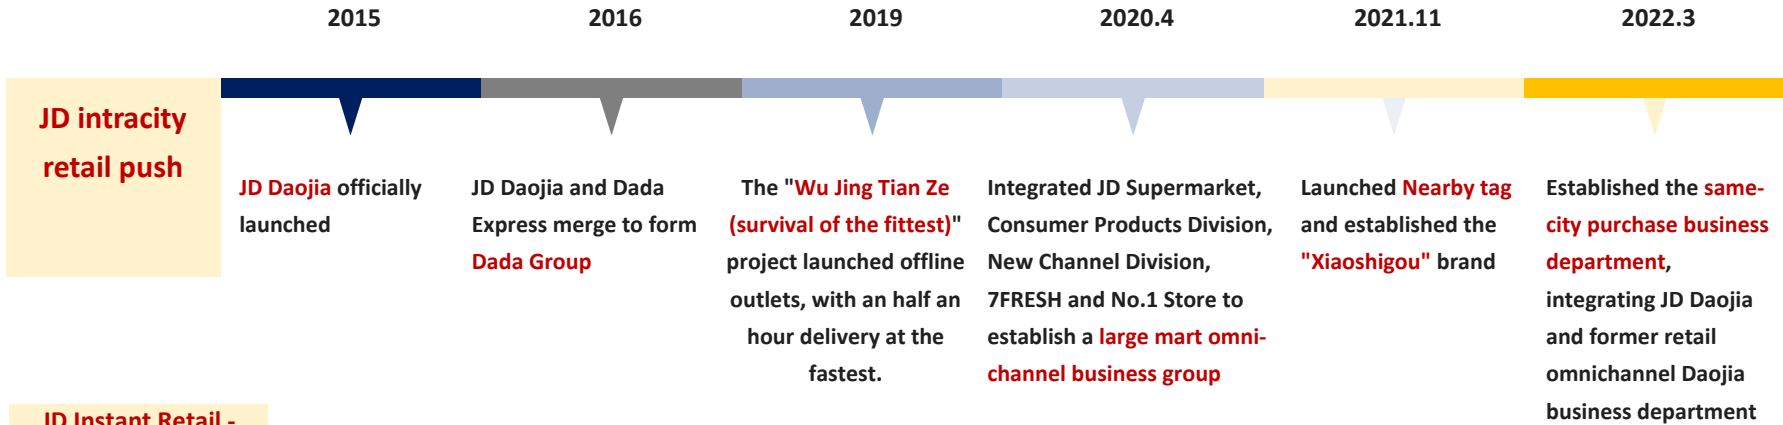 2015
2016
2019
2020.4
2021.11
2022.3
JD intracity
retail push
JD Daojia officially
launched
JD Daojia and Dada
Express merge to form
Dada Group
The "Wu Jing Tian Ze
(survival of the fittest)"
project launched offline
outlets, with an half an
hour delivery at the
fastest.
Integrated JD Supermarket,
Consumer Products Division,
New Channel Division,
7FRESH and No.1 Store to
establish a large mart omni-
channel business group
Launched Nearby tag
and established the
"Xiaoshigou" brand
Established the same-
city purchase business
department,
integrating JD Daojia
and former retail
omnichannel Daojia
business department
JD Instant Retail -